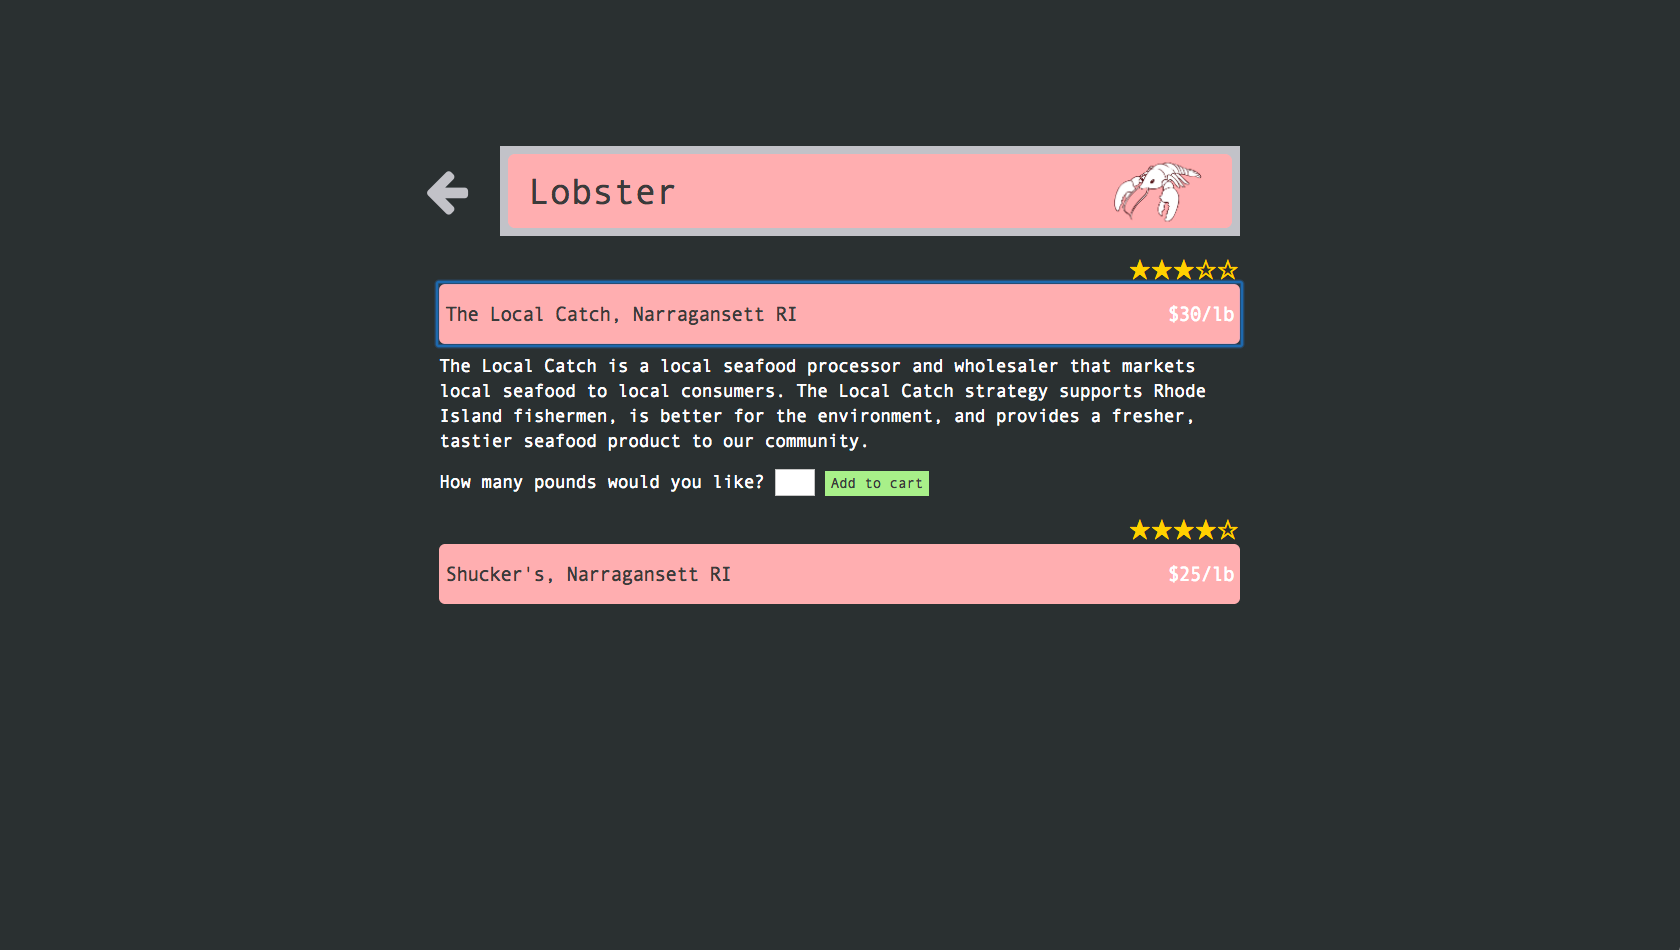 Lobster
★★★☆☆
The Local Catch, Narragansett RI $30/lb
The Local Catch is a local seafood processor and wholesaler that markets
local seafood to local consumers. The Local Catch strategy supports Rhode
Island fishermen, is better for the environment, and provides a fresher,
tastier seafood product to our community.
How many pounds would you like? Add to cart
★★★★☆
Shucker's, Narragansett RI $25/lb